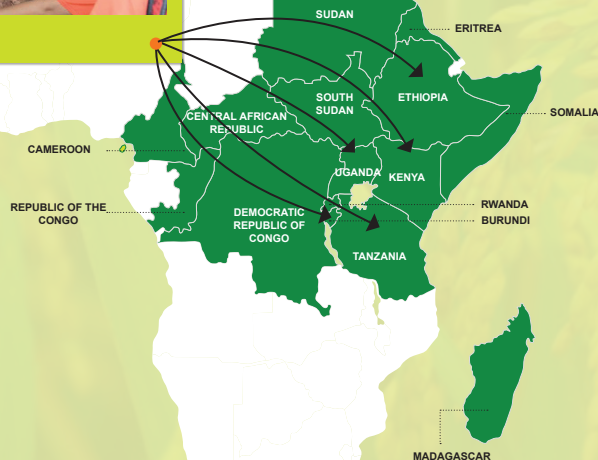 SUDAN
ERITREA
ETHIOPIA
SOUTH
SUDAN
SOMALIA
CENTRAL AFRICAN
REPUBLIC
CAMEROON
UGANDA
KENYA
REPUBLIC OF THE
CONGO
RWANDA
DEMOCRATIC
REPUBLIC OF
CONGO
BURUNDI
TANZANIA
MADAGASCAR